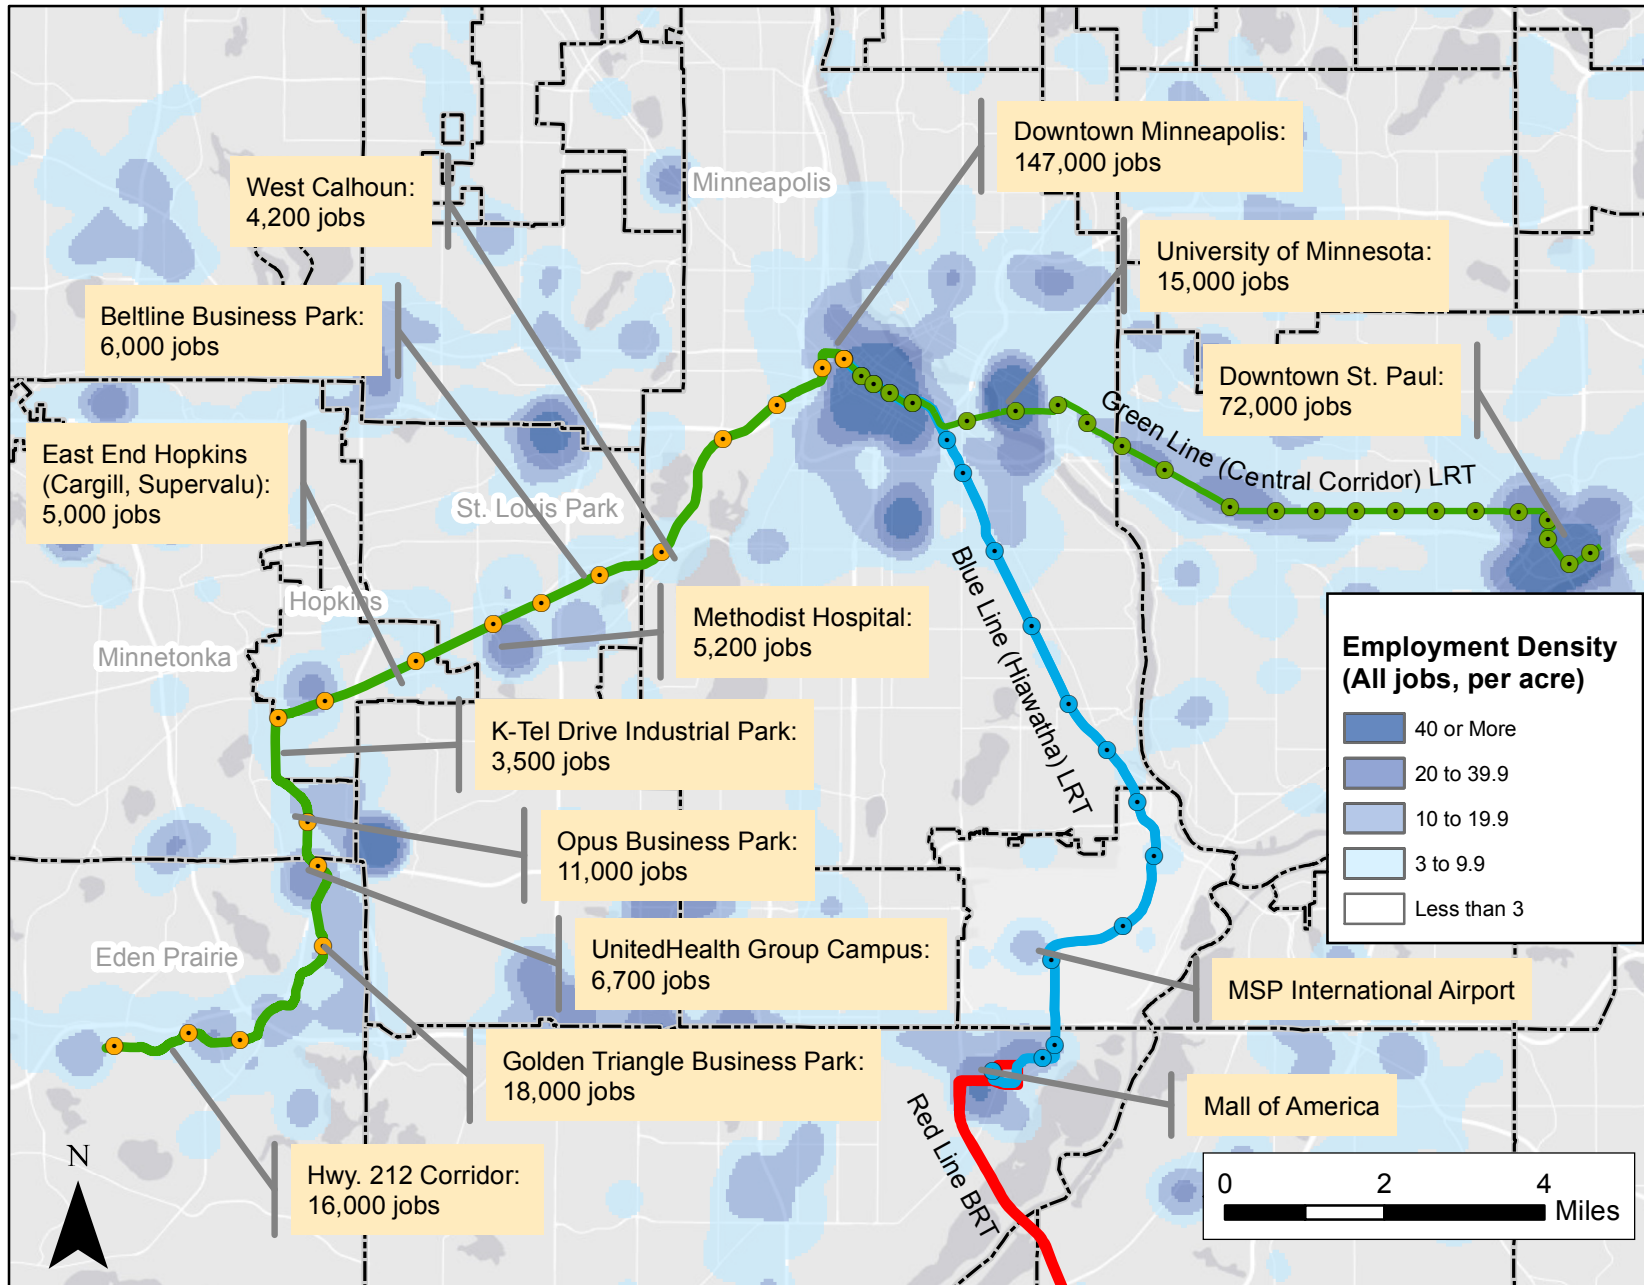 Downtown Minneapolis:
147,000 jobs
West Calhoun:
4,200 jobs
Minneapolis
University of Minnesota:
15,000 jobs
Beltline Business Park:
6,000 jobs
Downtown St. Paul:
72,000 jobs
Green Line (Central Corridor) LRT
East End Hopkins
(Cargill, Supervalu):
5,000 jobs
St. Louis Park
Blue Line (Hiawatha) LRT
Hopkins
Methodist Hospital:
5,200 jobs
Minnetonka
Employment Density
(All jobs, per acre)
40 or More
20 to 39.9
10 to 19.9
3 to 9.9
Less than 3
K-Tel Drive Industrial Park:
3,500 jobs
Opus Business Park:
11,000 jobs
UnitedHealth Group Campus:
6,700 jobs
Eden Prairie
MSP International Airport
Golden Triangle Business Park:
18,000 jobs
Mall of America
Red Line BRT
N
Hwy. 212 Corridor:
16,000 jobs
0 2 4
Miles